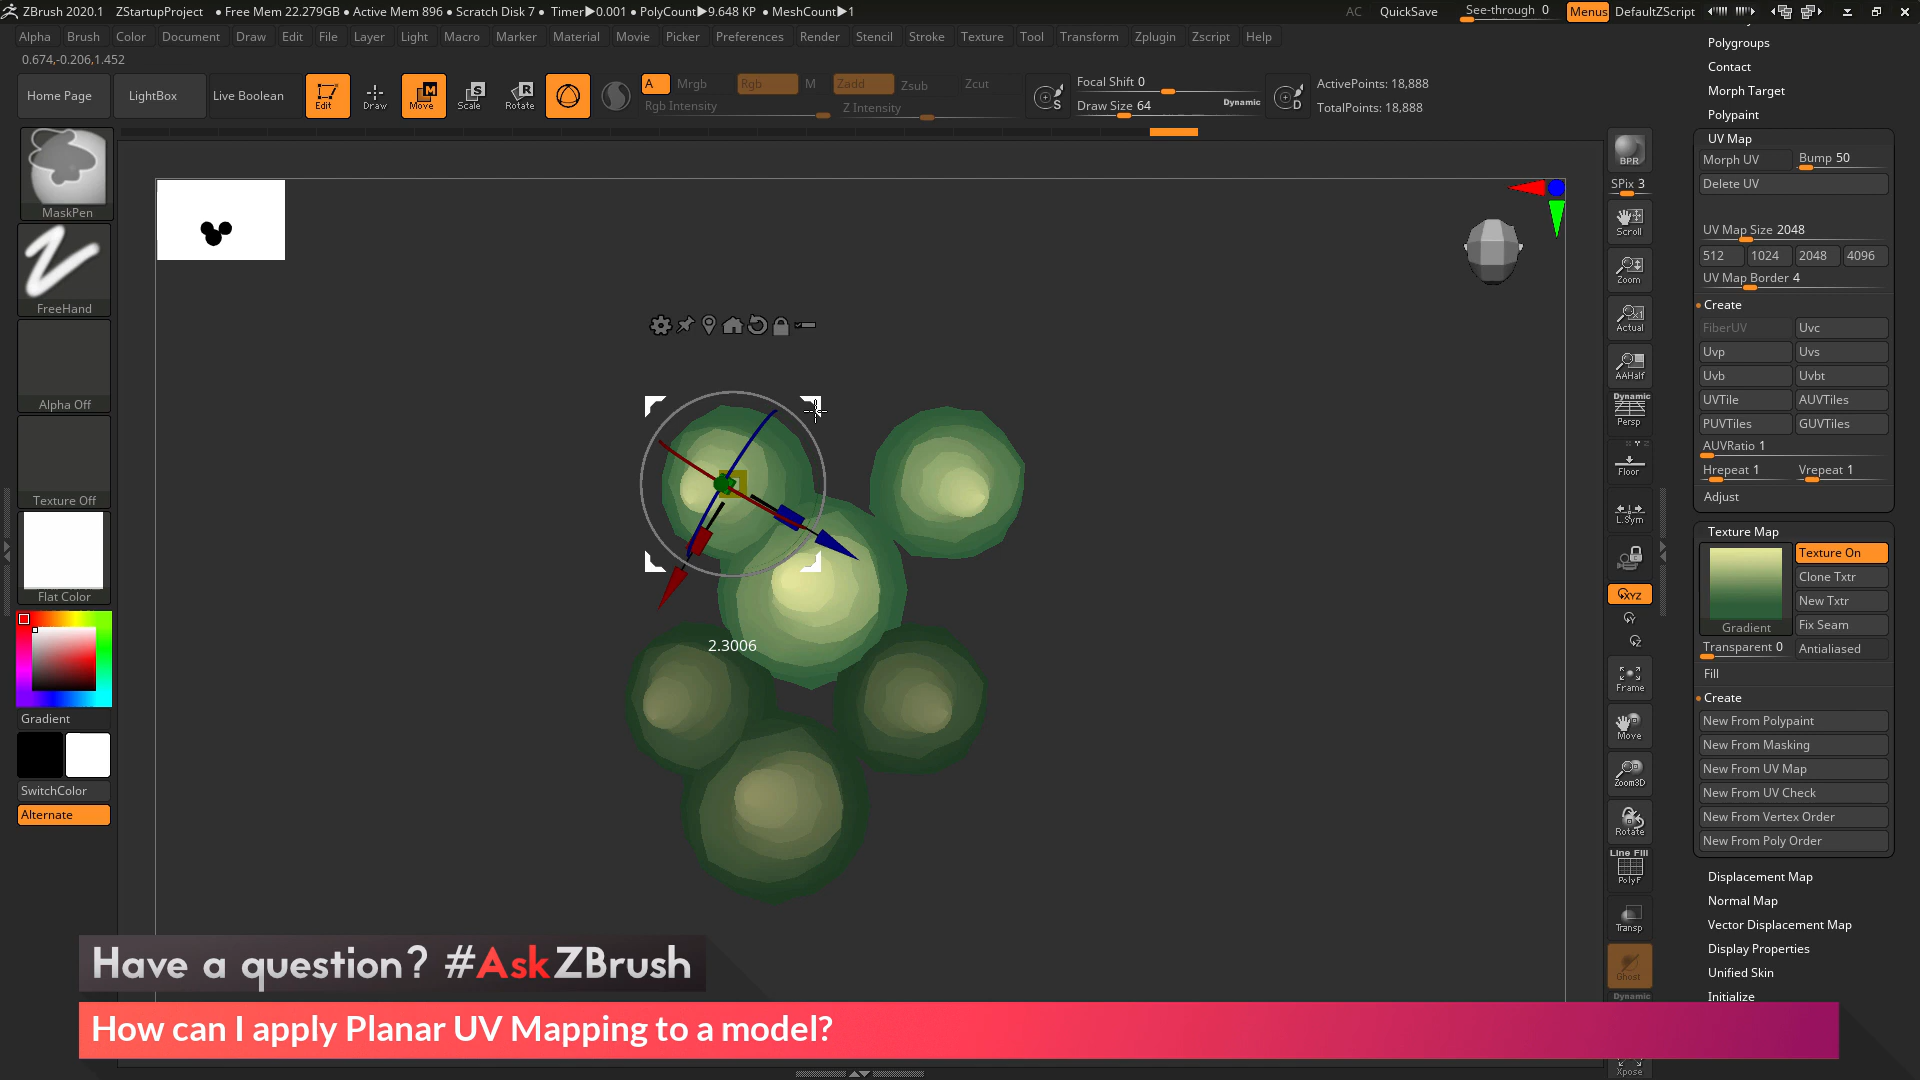 ZBrush 2020.1 ZStartupProject • Free Mem 22.279GB • Active Mem 896 • Scratch Disk 7 • Timer▶0.001 • PolyCount▶9.648 KP • MeshCount▶1 AC QuickSave See-through 0 Menus DefaultZScript
Alpha Brush Color Document Draw Edit File Layer Light Macro Marker Material Movie Picker Preferences Render Stencil Stroke Texture Tool Transform Zplugin Zscript Help
0.674,-0.206,1.452
Home Page LightBox Live Boolean Edit Draw Move Scale Rotate
A Mrgb Rgb M Zadd Zsub Zcut
Rgb Intensity Z Intensity
S Focal Shift 0
Draw Size 64 Dynamic
D ActivePoints: 18,888
TotalPoints: 18,888
MaskPen
FreeHand
Alpha Off
Texture Off
Flat Color
Gradient
SwitchColor
Alternate
2.3006
BPR
SPix 3
Scroll
Zoom
Actual
AAHalf
Dynamic
Persp
Floor
L.Sym
XYZ
Y
Z
Frame
Move
Zoom3D
Rotate
Line Fill
PolyF
Transp
Ghost
Dynamic
Xpose
Polygroups
Contact
Morph Target
Polypaint
UV Map
Morph UV Bump 50
Delete UV
UV Map Size 2048
512 1024 2048 4096
UV Map Border 4
Create
FiberUV Uvc
Uvp Uvs
Uvb Uvbt
UVTile AUVTiles
PUVTiles GUVTiles
AUVRatio 1
Hrepeat 1 Vrepeat 1
Adjust
Texture Map
Texture On
Clone Txtr
New Txtr
Gradient Fix Seam
Transparent 0 Antialiased
Fill
Create
New From Polypaint
New From Masking
New From UV Map
New From UV Check
New From Vertex Order
New From Poly Order
Displacement Map
Normal Map
Vector Displacement Map
Display Properties
Unified Skin
Initialize
Have a question? #AskZBrush
How can I apply Planar UV Mapping to a model?